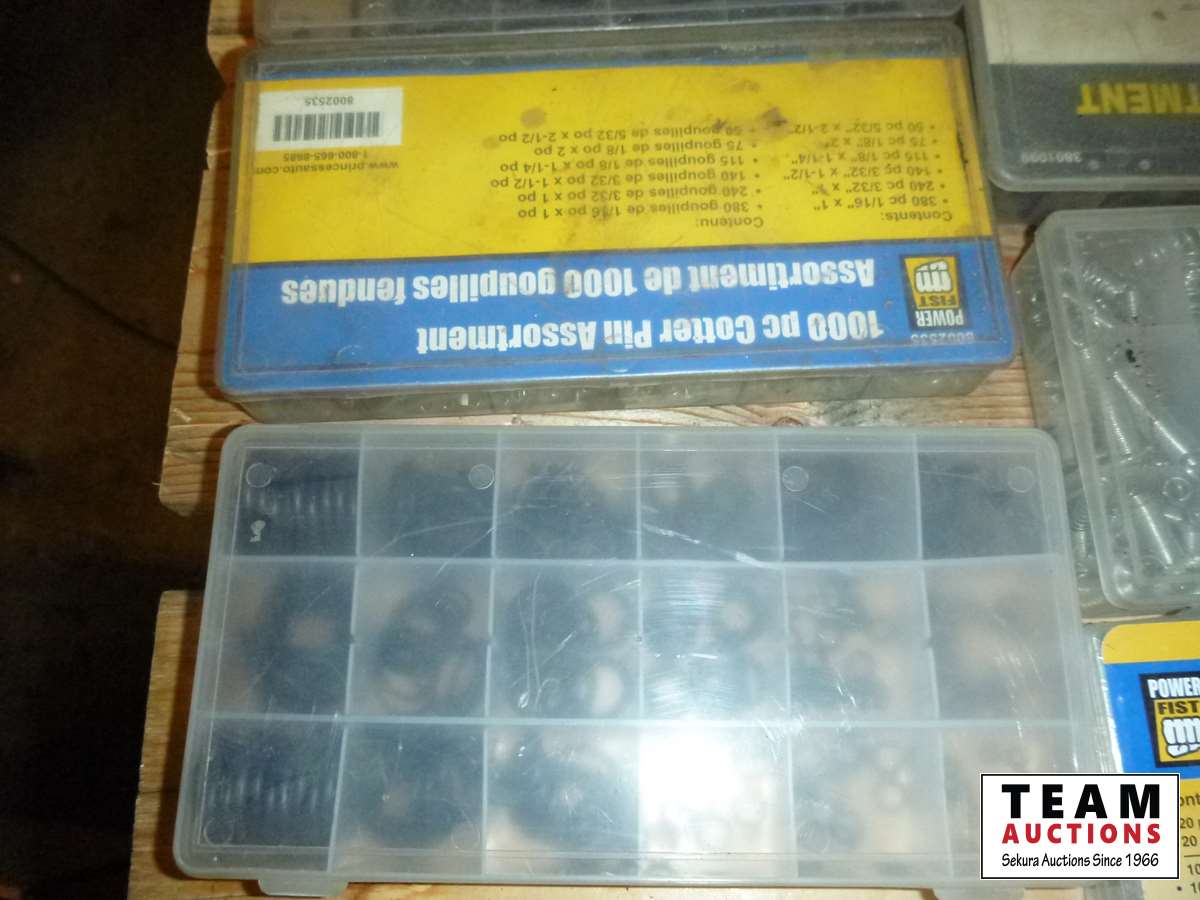 8002535
POWER
FIST
1000 pc Cotter Pin Assortment
Assortiment de 1000 goupilles fendues
Contents:
• 380 pc 1/16" x 1"
• 240 pc 3/32" x 1"
• 140 pc 3/32" x 1-1/2"
• 115 pc 1/8" x 1-1/4"
• 75 pc 1/8" x 2"
• 50 pc 5/32" x 2-1/2"
Contenu:
• 380 goupilles de 1/16 po x 1 po
• 240 goupilles de 3/32 po x 1 po
• 140 goupilles de 3/32 po x 1-1/2 po
• 115 goupilles de 1/8 po x 1-1/4 po
• 75 goupilles de 1/8 po x 2 po
• 50 goupilles de 5/32 po x 2-1/2 po
www.princessauto.com
1-800-665-8685
8002535
TMENT
POWER
FIST
TEAM
AUCTIONS
Sekura Auctions Since 1966